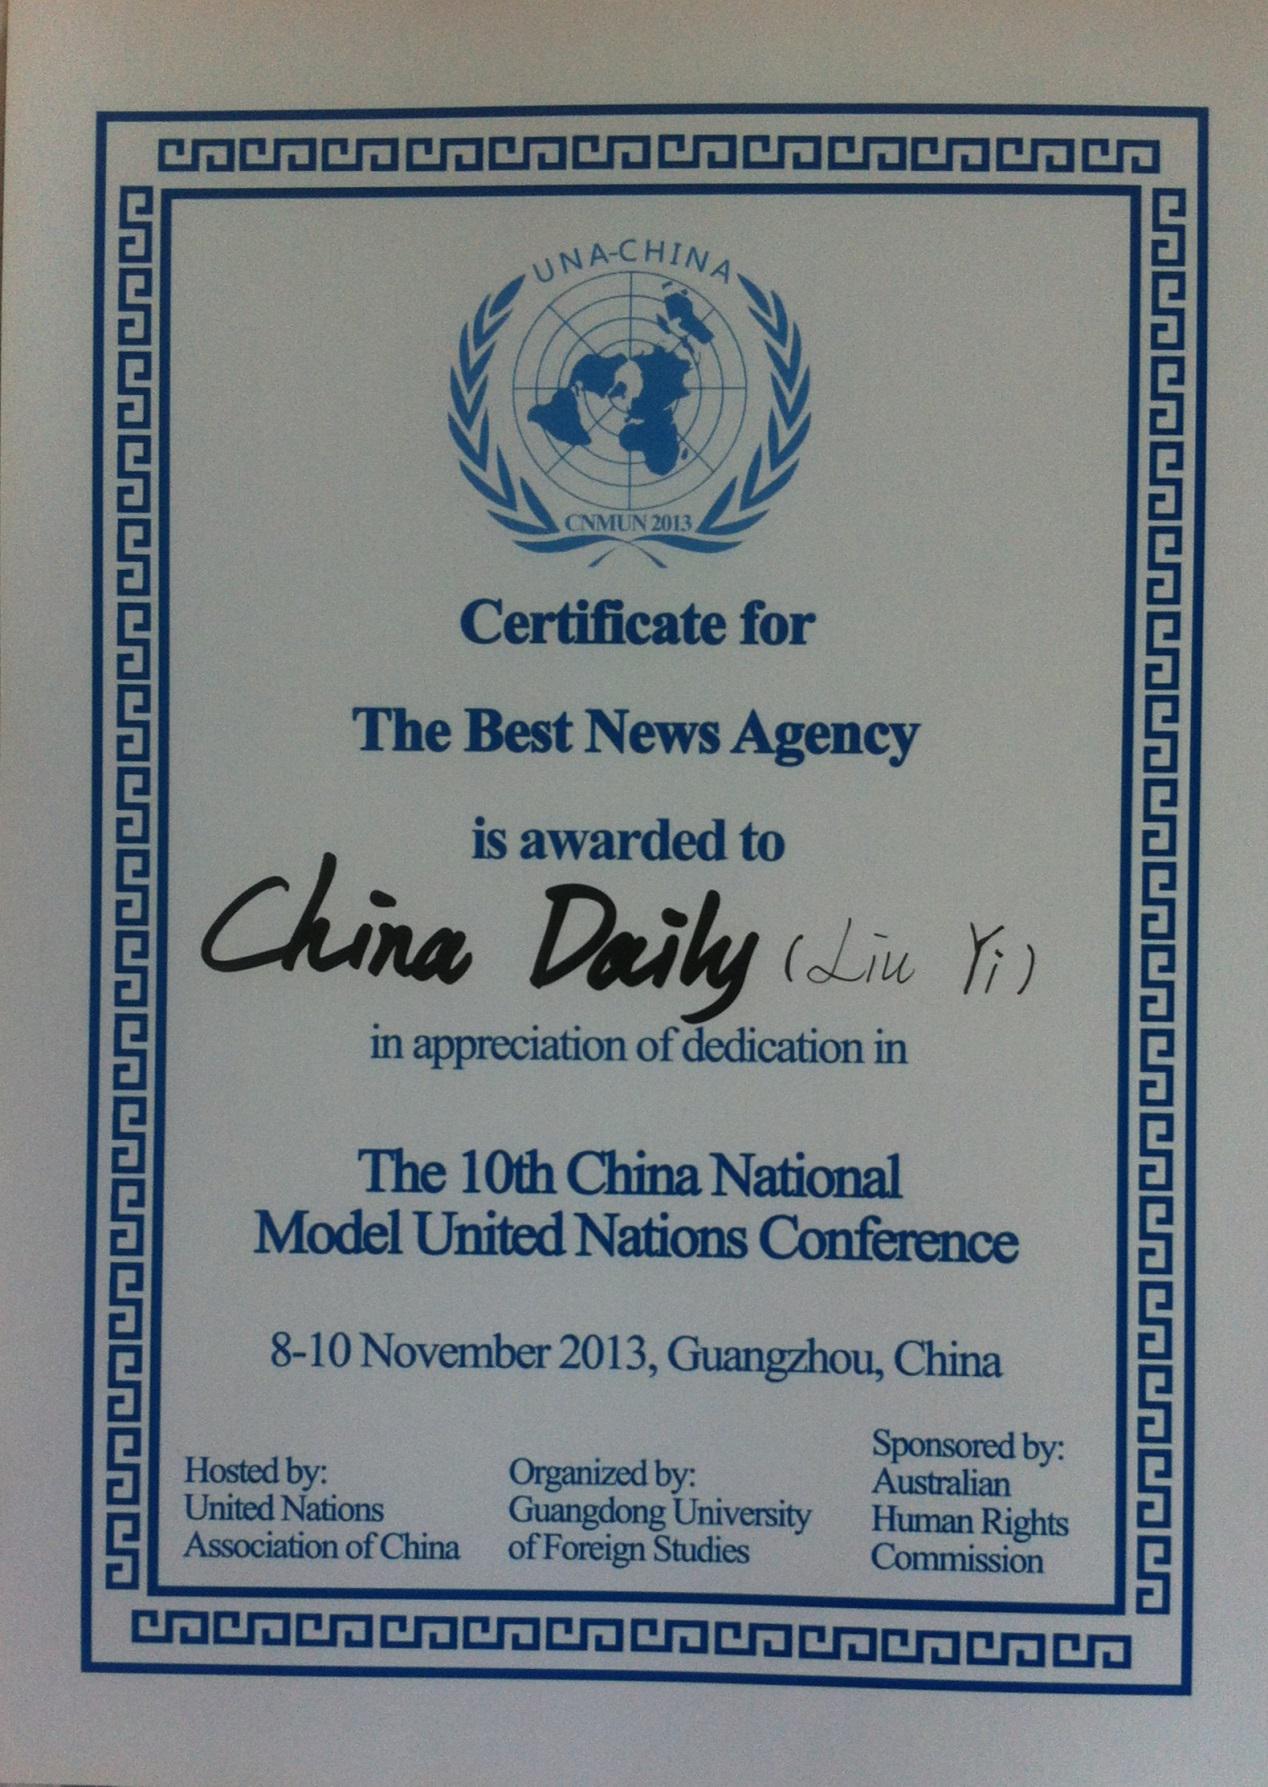 UNA-CHINA
CNMUN 2013
Certificate for
The Best News Agency
is awarded to
China Daily (Liu Yi)
in appreciation of dedication in
The 10th China National
Model United Nations Conference
8-10 November 2013, Guangzhou, China
Hosted by:
United Nations
Association of China
Organized by:
Guangdong University
of Foreign Studies
Sponsored by:
Australian
Human Rights
Commission